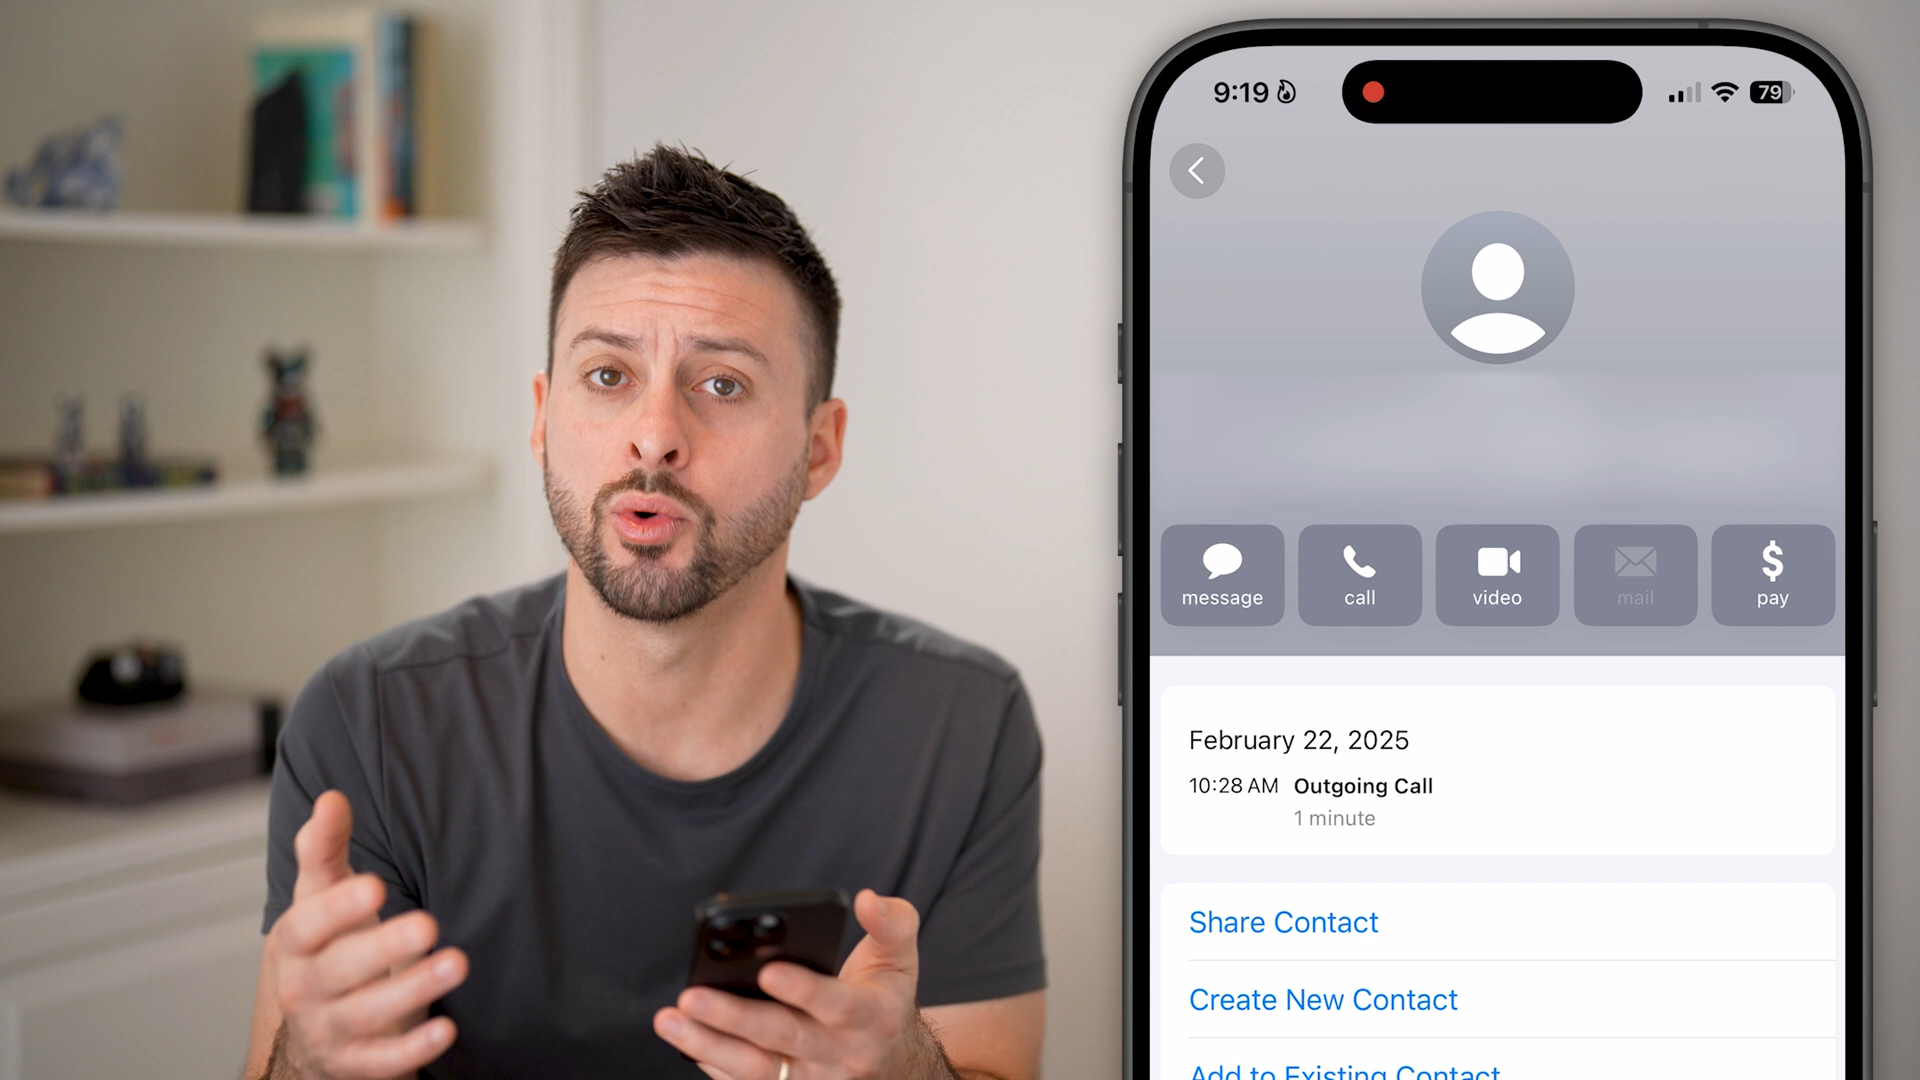 9:19
79
message
call
video
mail
pay
February 22, 2025
10:28 AM Outgoing Call
1 minute
Share Contact
Create New Contact
Add to Existing Contact